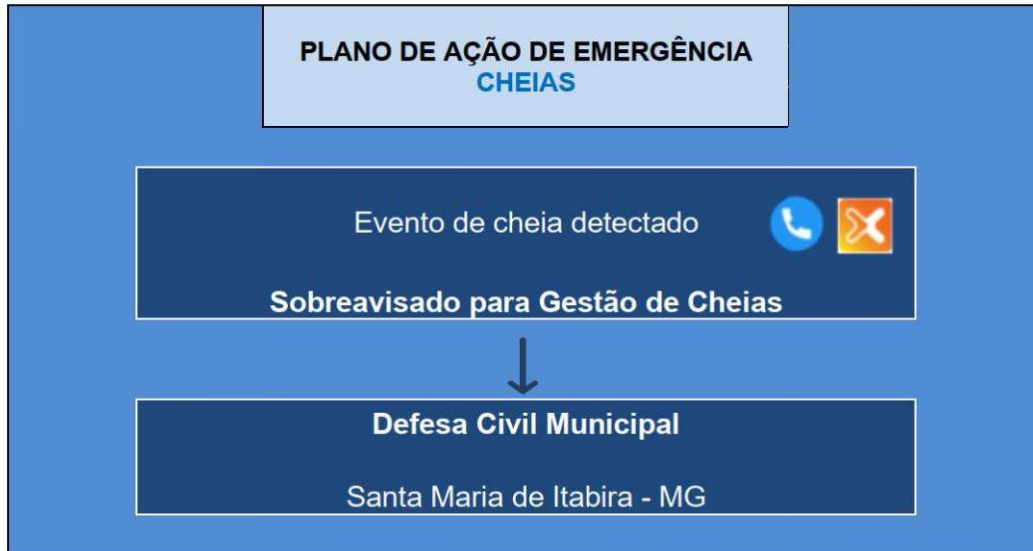 PLANO DE AÇÃO DE EMERGÊNCIA
CHEIAS
Evento de cheia detectado
Sobreavisado para Gestão de Cheias
Defesa Civil Municipal
Santa Maria de Itabira - MG